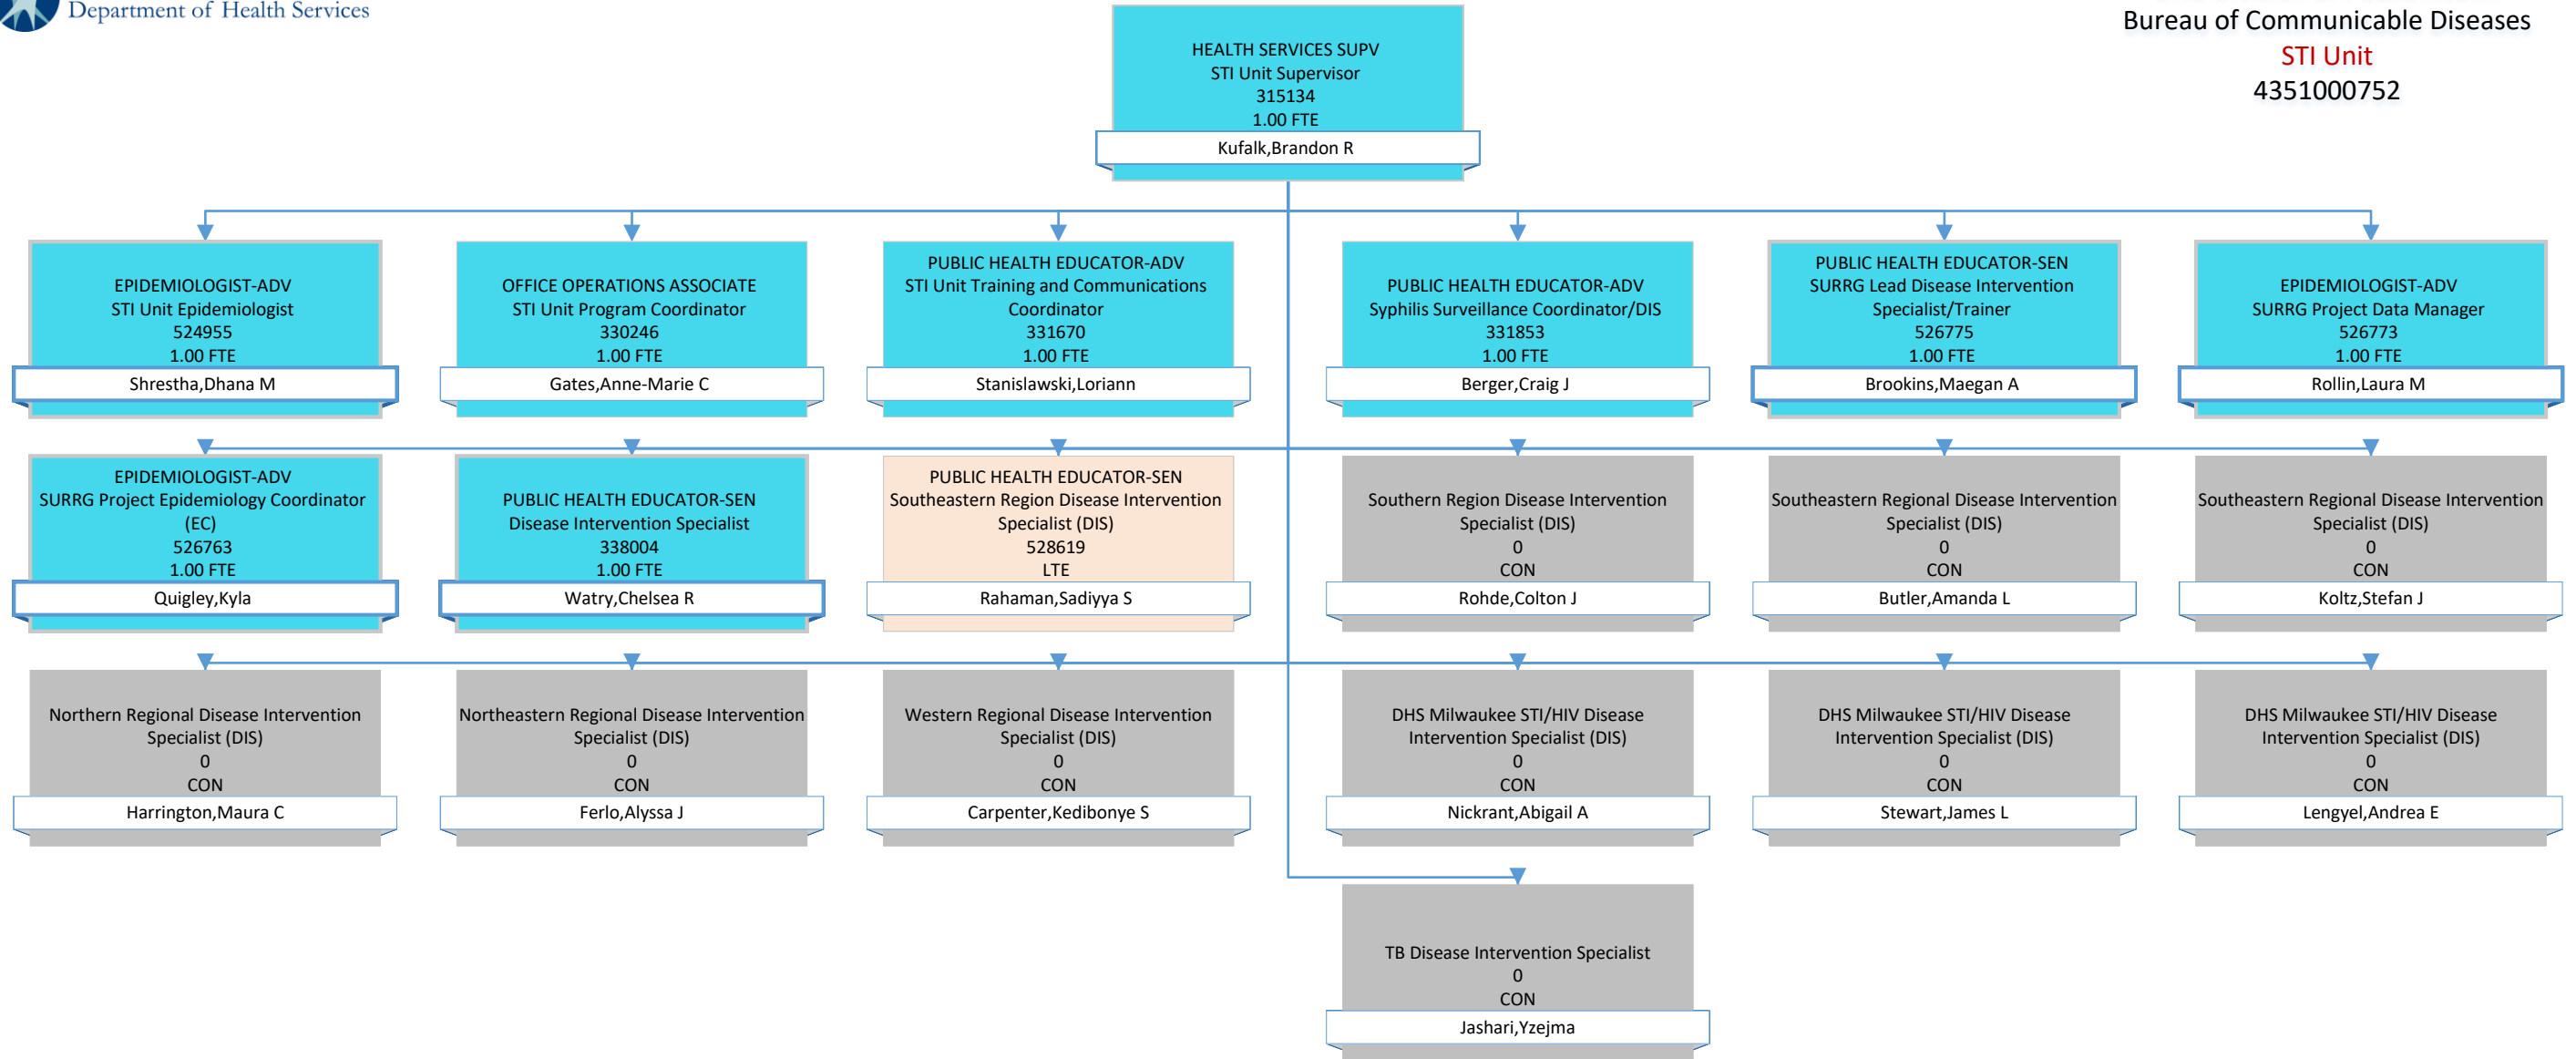 Department of Health Services
Bureau of Communicable Diseases
STI Unit
4351000752
HEALTH SERVICES SUPV
STI Unit Supervisor
315134
1.00 FTE
Kufalk,Brandon R
EPIDEMIOLOGIST-ADV
STI Unit Epidemiologist
524955
1.00 FTE
Shrestha,Dhana M
OFFICE OPERATIONS ASSOCIATE
STI Unit Program Coordinator
330246
1.00 FTE
Gates,Anne-Marie C
PUBLIC HEALTH EDUCATOR-ADV
STI Unit Training and Communications
Coordinator
331670
1.00 FTE
Stanislawski,Loriann
PUBLIC HEALTH EDUCATOR-ADV
Syphilis Surveillance Coordinator/DIS
331853
1.00 FTE
Berger,Craig J
PUBLIC HEALTH EDUCATOR-SEN
SURRG Lead Disease Intervention
Specialist/Trainer
526775
1.00 FTE
Brookins,Maegan A
EPIDEMIOLOGIST-ADV
SURRG Project Data Manager
526773
1.00 FTE
Rollin,Laura M
EPIDEMIOLOGIST-ADV
SURRG Project Epidemiology Coordinator
(EC)
526763
1.00 FTE
Quigley,Kyla
PUBLIC HEALTH EDUCATOR-SEN
Disease Intervention Specialist
338004
1.00 FTE
Watry,Chelsea R
PUBLIC HEALTH EDUCATOR-SEN
Southeastern Region Disease Intervention
Specialist (DIS)
528619
LTE
Rahaman,Sadiyya S
Southern Region Disease Intervention
Specialist (DIS)
0
CON
Rohde,Colton J
Southeastern Regional Disease Intervention
Specialist (DIS)
0
CON
Butler,Amanda L
Southeastern Regional Disease Intervention
Specialist (DIS)
0
CON
Koltz,Stefan J
Northern Regional Disease Intervention
Specialist (DIS)
0
CON
Harrington,Maura C
Northeastern Regional Disease Intervention
Specialist (DIS)
0
CON
Ferlo,Alyssa J
Western Regional Disease Intervention
Specialist (DIS)
0
CON
Carpenter,Kedibonye S
DHS Milwaukee STI/HIV Disease
Intervention Specialist (DIS)
0
CON
Nickrant,Abigail A
DHS Milwaukee STI/HIV Disease
Intervention Specialist (DIS)
0
CON
Stewart,James L
DHS Milwaukee STI/HIV Disease
Intervention Specialist (DIS)
0
CON
Lengyel,Andrea E
TB Disease Intervention Specialist
0
CON
Jashari,Yzejma